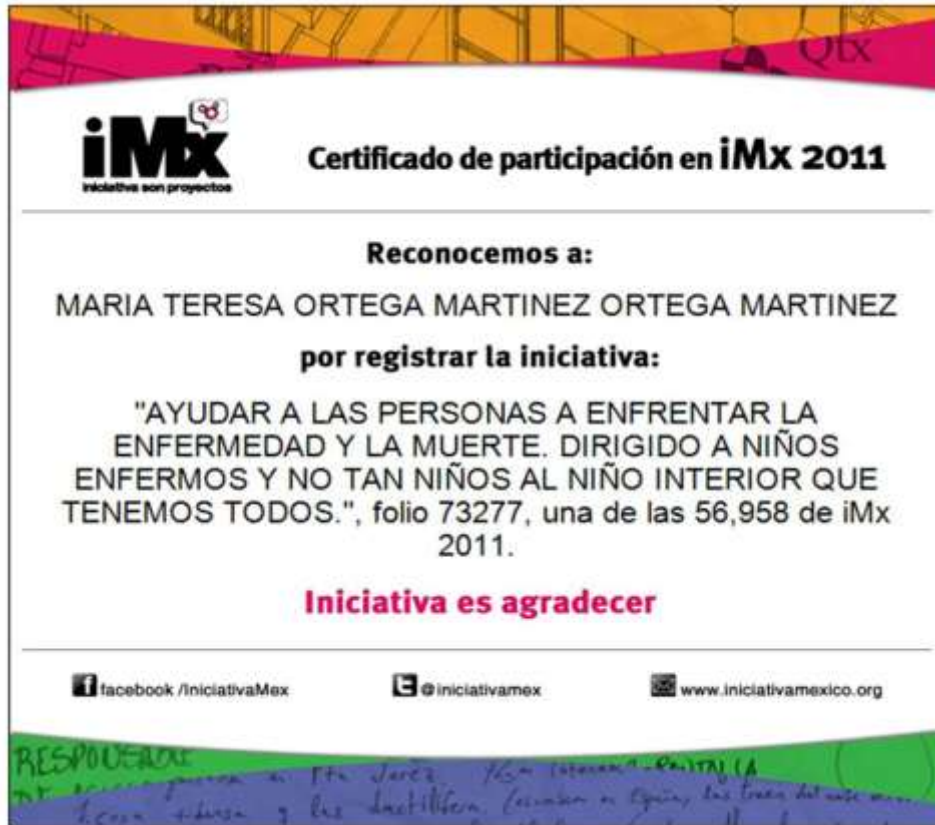 Qtx
iMx
iniciativa son proyectos
Certificado de participación en iMx 2011
Reconocemos a:
MARIA TERESA ORTEGA MARTINEZ ORTEGA MARTINEZ
por registrar la iniciativa:
"AYUDAR A LAS PERSONAS A ENFRENTAR LA
ENFERMEDAD Y LA MUERTE. DIRIGIDO A NIÑOS
ENFERMOS Y NO TAN NIÑOS AL NIÑO INTERIOR QUE
TENEMOS TODOS.", folio 73277, una de las 56,958 de iMx
2011.
Iniciativa es agradecer
facebook /IniciativaMex
@iniciativamex
www.iniciativamexico.org
RESPONSABLE